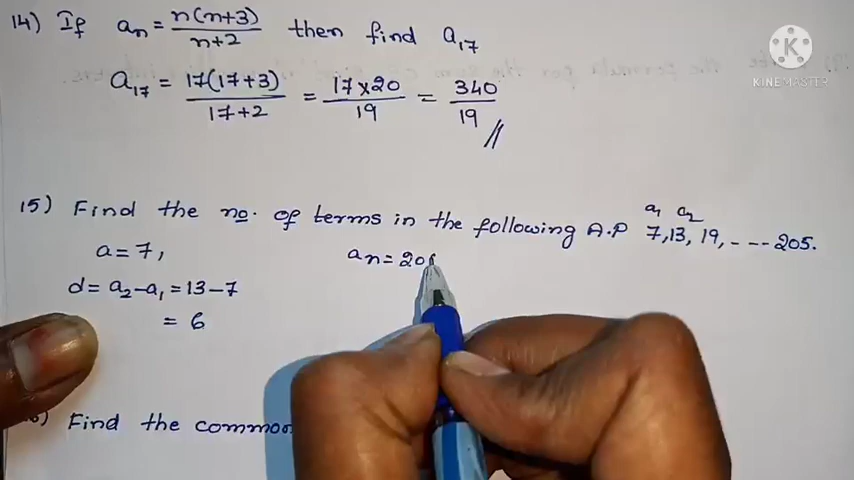 14) If an = n(n+3)/n+2 then find a17
KINEMASTER
a17 = 17(17+3)/17+2 = 17×20/19 = 340/19 //
a1 a2
15) Find the no. of terms in the following A.P 7,13, 19, - - -- 205.
a = 7, an = 20
d = a2 - a1 = 13 - 7
= 6
) Find the common